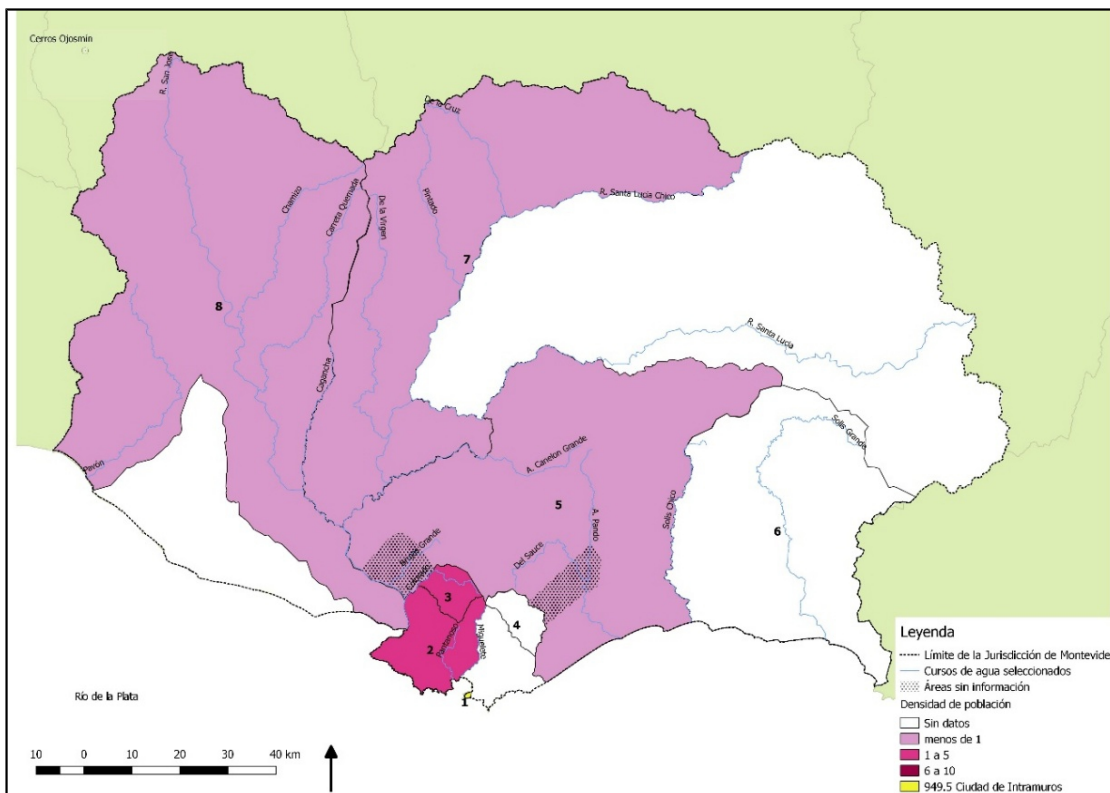 Cerros Ojosmin
R. San José
De la Cruz
Chamizo
Carreta Quemada
De la Virgen
Pintado
R. Santa Lucía Chico
7
8
R. Santa Lucía
Cagancha
Solís Grande
Pavón
A. Canelon Grande
5
A. Pando
Solís Chico
6
Grande
Del Sauce
Colorado
3
4
2
Pantanoso
Miguelete
1
Río de la Plata
10 0 10 20 30 40 km
Leyenda
Límite de la Jurisdicción de Montevide
Cursos de agua seleccionados
Áreas sin información
Densidad de población
Sin datos
menos de 1
1 a 5
6 a 10
949.5 Ciudad de Intramuros